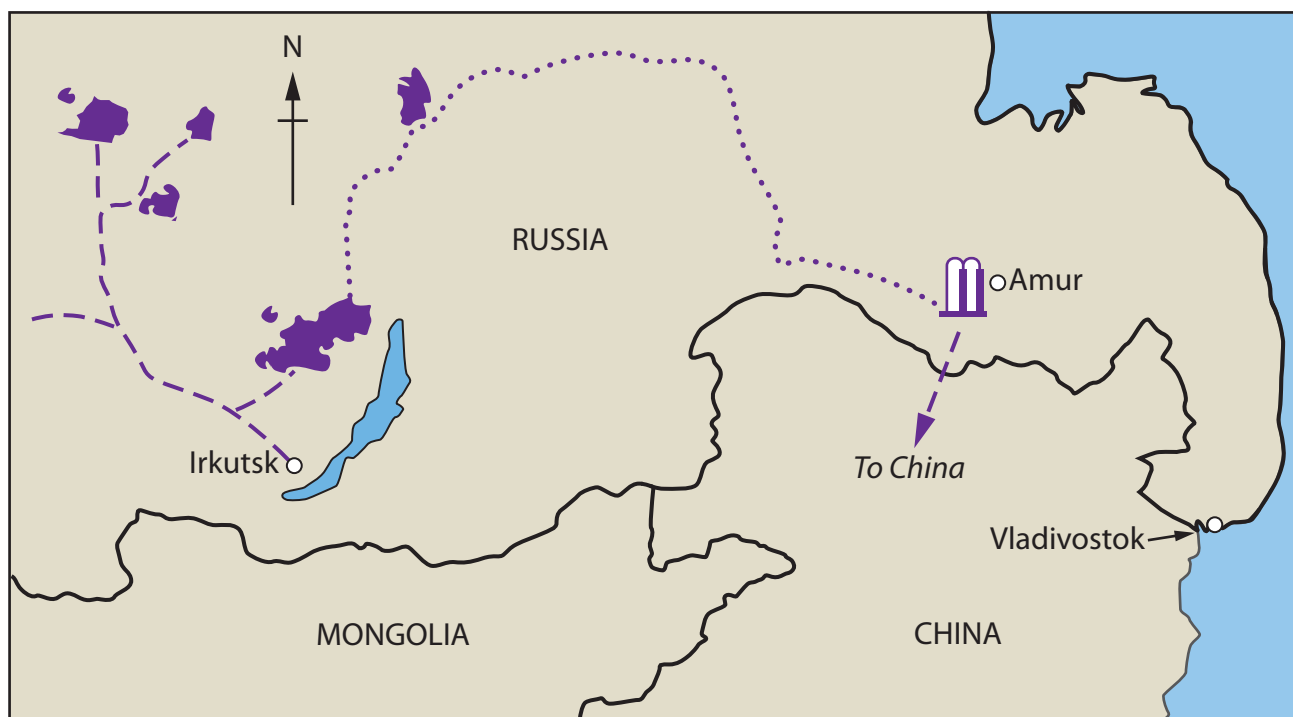 N
RUSSIA
Amur
Irkutsk
To China
Vladivostok
MONGOLIA
CHINA